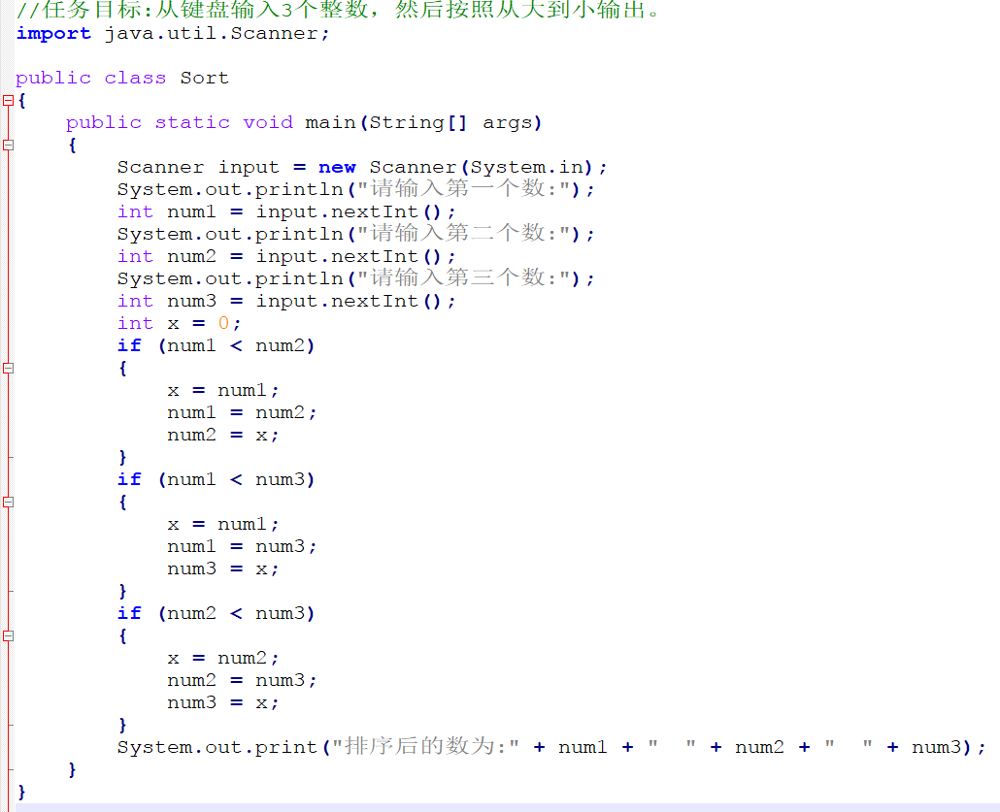 //任务目标:从键盘输入3个整数，然后按照从大到小输出。
import java.util.Scanner;
public class Sort
{
public static void main(String[] args)
{
Scanner input = new Scanner(System.in);
System.out.println("请输入第一个数:");
int num1 = input.nextInt();
System.out.println("请输入第二个数:");
int num2 = input.nextInt();
System.out.println("请输入第三个数:");
int num3 = input.nextInt();
int x = 0;
if (num1 < num2)
{
x = num1;
num1 = num2;
num2 = x;
}
if (num1 < num3)
{
x = num1;
num1 = num3;
num3 = x;
}
if (num2 < num3)
{
x = num2;
num2 = num3;
num3 = x;
}
System.out.print("排序后的数为:" + num1 + "  " + num2 + "  " + num3);
}
}